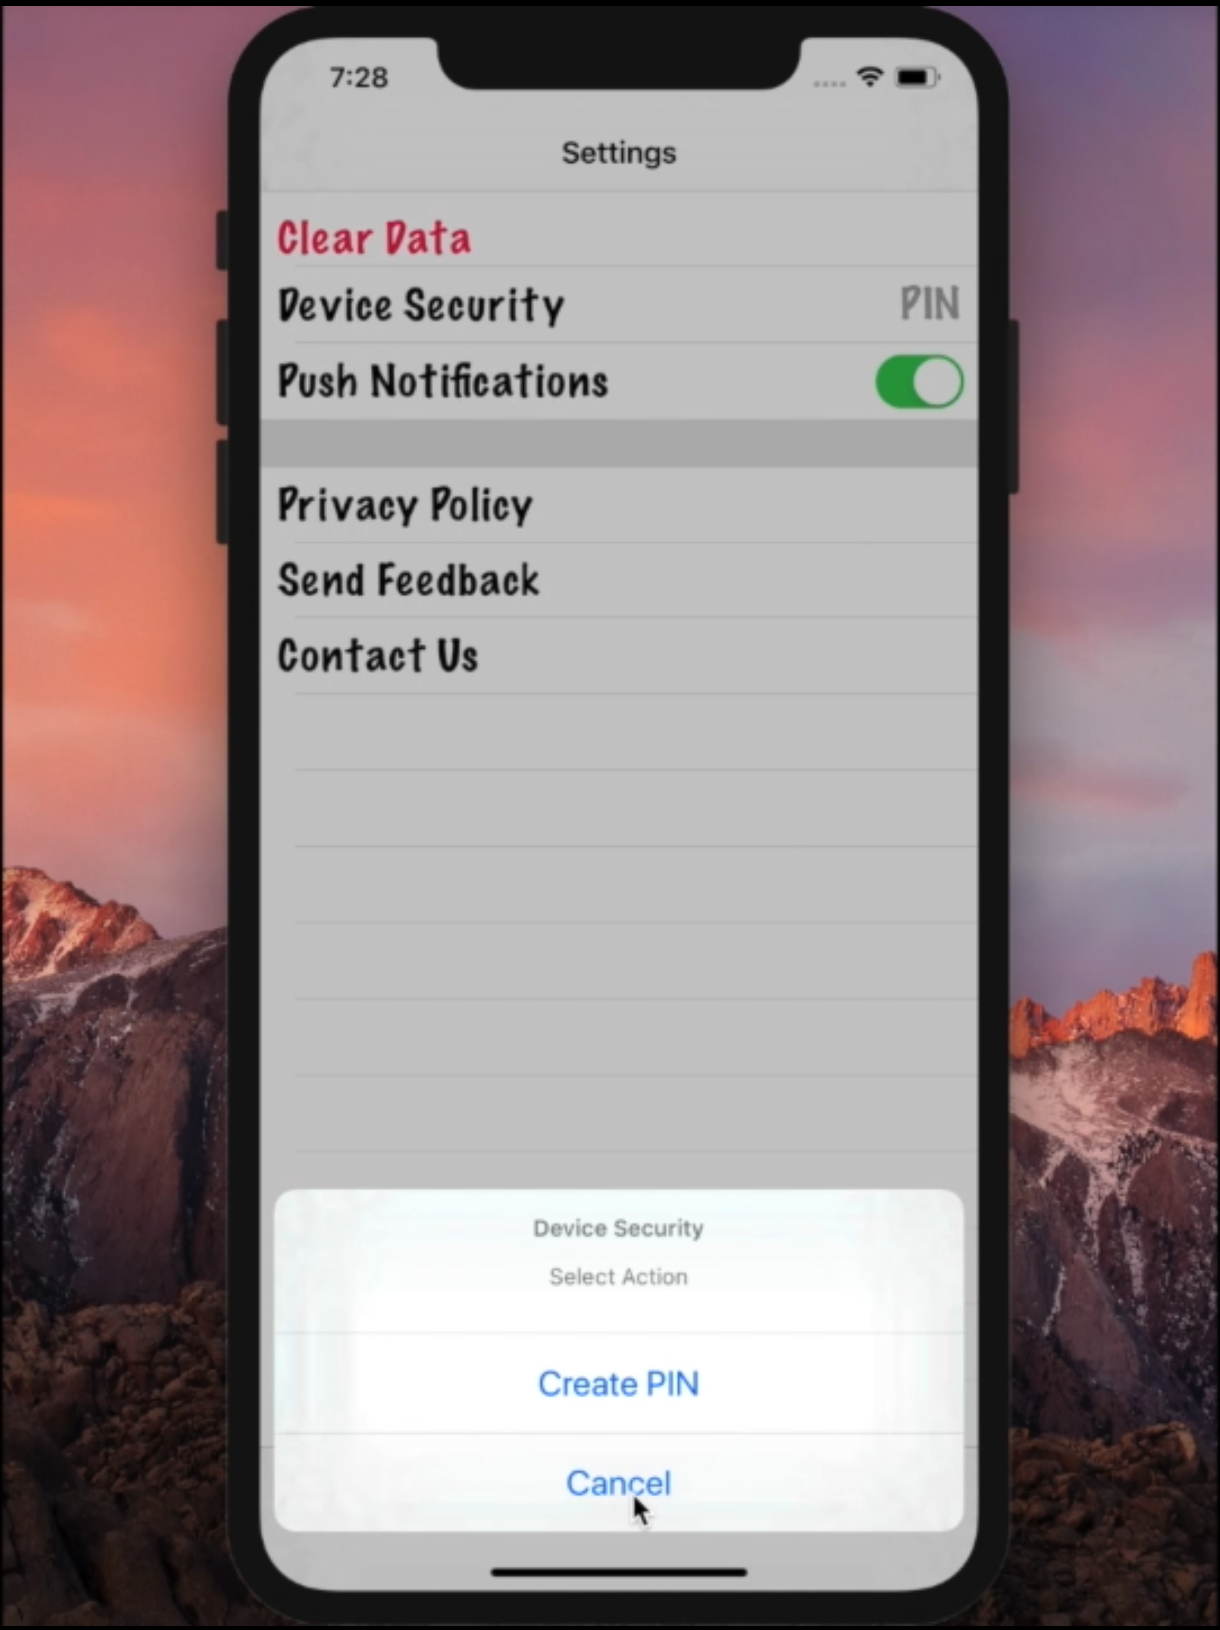 7:28
Settings
Clear Data
Device Security PIN
Push Notifications
Privacy Policy
Send Feedback
Contact Us
Device Security
Select Action
Create PIN
Cancel